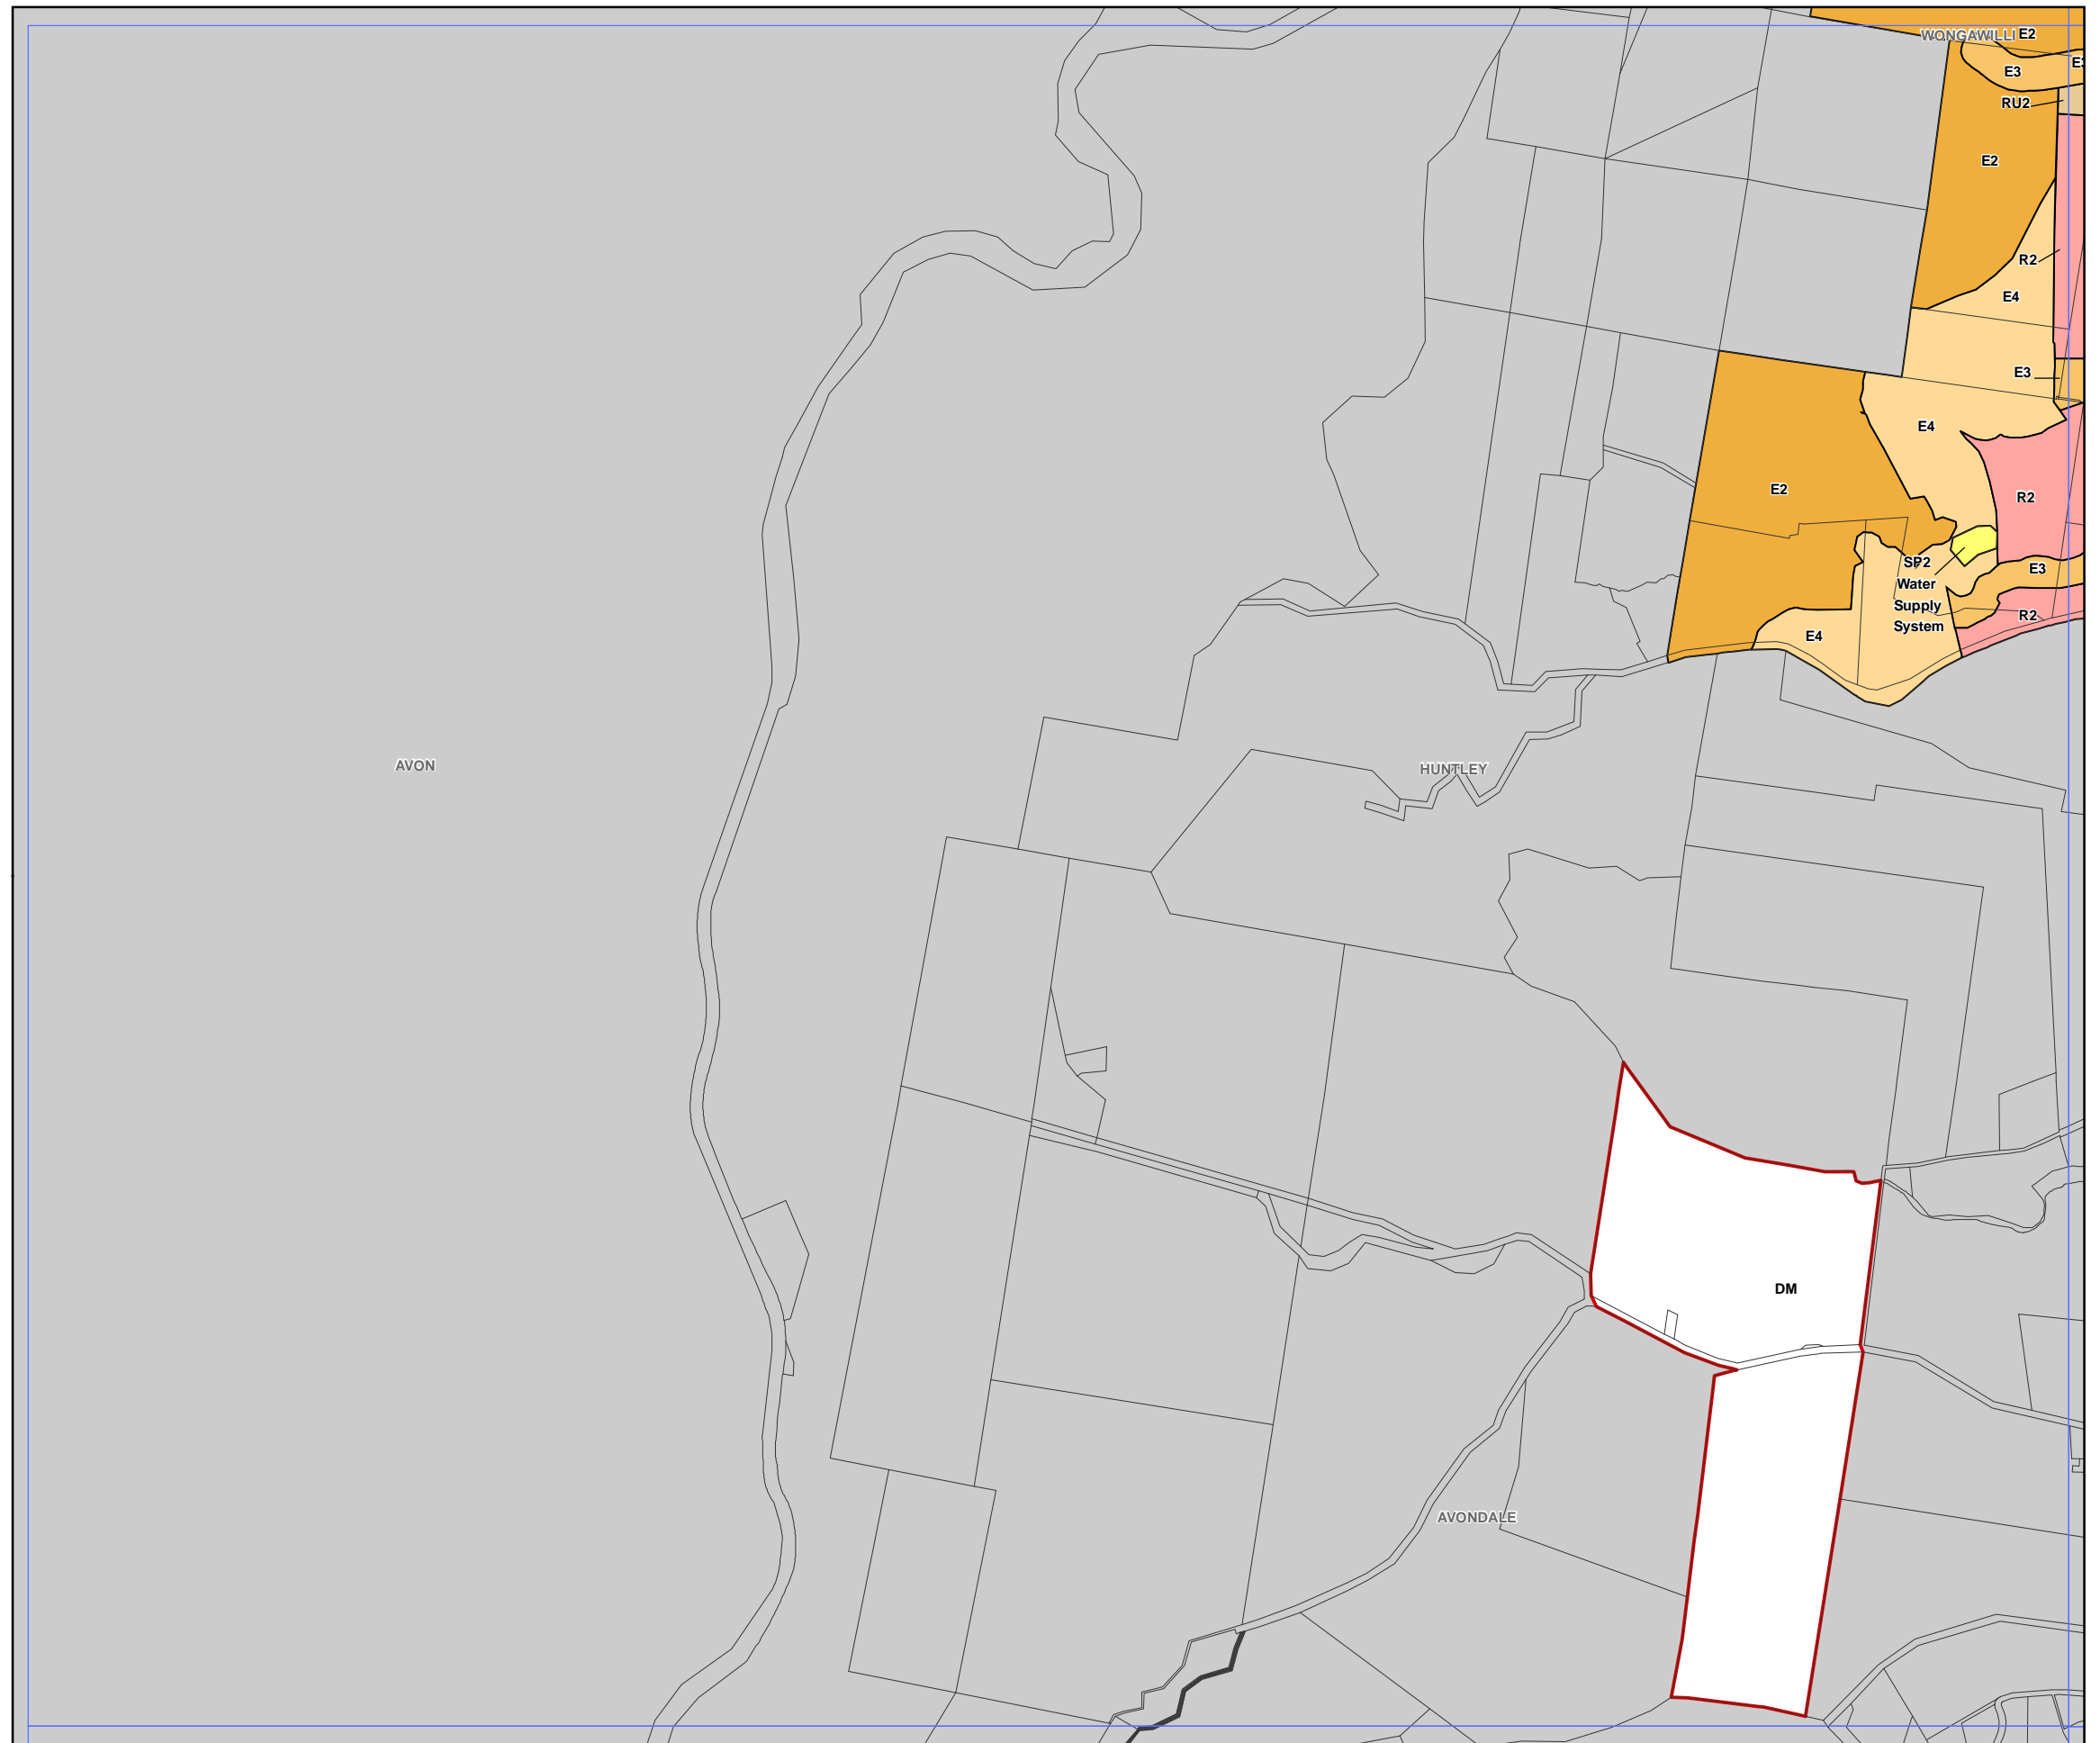 WONGAWILLI
E2
E3
E3
RU2
E2
R2
E4
E3
E4
E2
R2
SP2
Water
Supply
System
E3
R2
E4
AVON
HUNTLEY
DM
AVONDALE